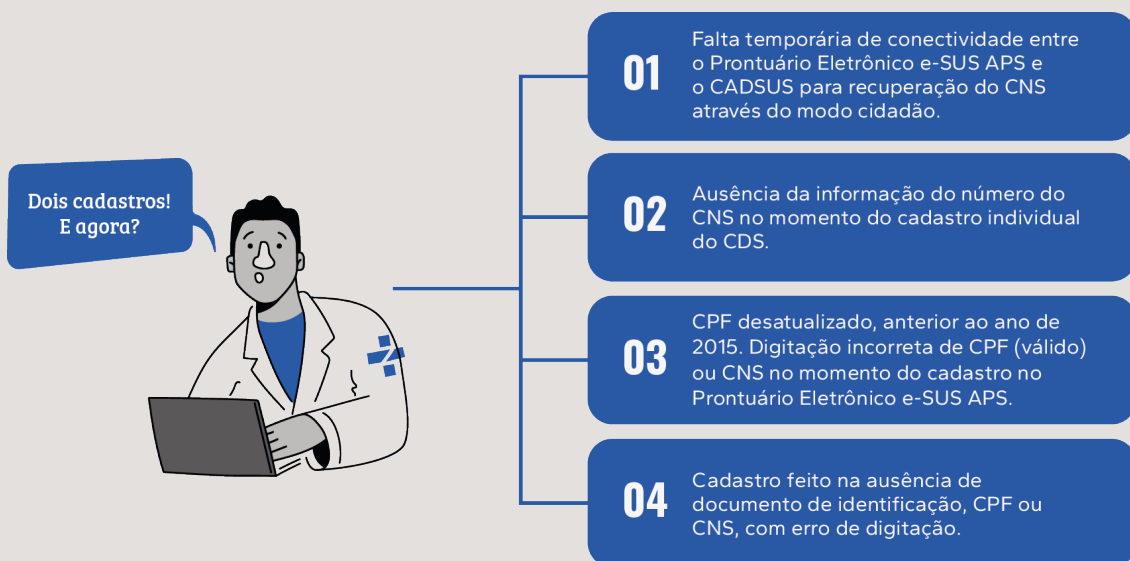 Dois cadastros!
E agora?
01
Falta temporária de conectividade entre
o Prontuário Eletrônico e-SUS APS e
o CADSUS para recuperação do CNS
através do modo cidadão.
02
Ausência da informação do número do
CNS no momento do cadastro individual
do CDS.
03
CPF desatualizado, anterior ao ano de
2015. Digitação incorreta de CPF (válido)
ou CNS no momento do cadastro no
Prontuário Eletrônico e-SUS APS.
04
Cadastro feito na ausência de
documento de identificação, CPF ou
CNS, com erro de digitação.